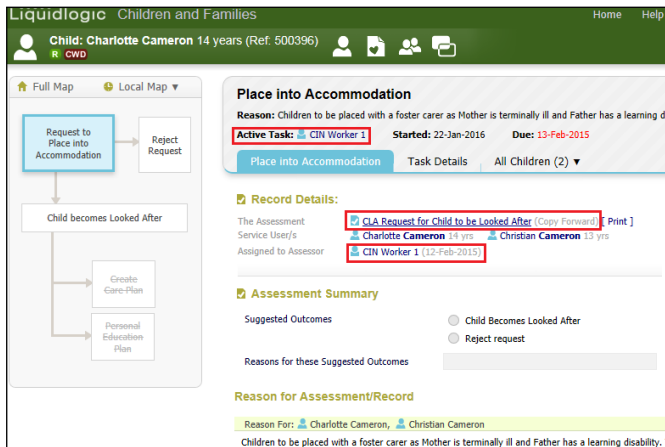 Liquidlogic Children and Families
Home Help
Child: Charlotte Cameron 14 years (Ref: 500396)
R CWD
Full Map Local Map ▼
Request to
Place into
Accommodation
Reject
Request
Child becomes Looked After
Create
Care Plan
Personal
Education
Plan
Place into Accommodation
Reason: Children to be placed with a foster carer as Mother is terminally ill and Father has a learning d
Active Task: CIN Worker 1 Started: 22-Jan-2016 Due: 13-Feb-2015
Place into Accommodation Task Details All Children (2) ▼
Record Details:
The Assessment CLA Request for Child to be Looked After (Copy Forward) [ Print ]
Service User/s Charlotte Cameron 14 yrs Christian Cameron 13 yrs
Assigned to Assessor CIN Worker 1 (12-Feb-2015)
Assessment Summary
Suggested Outcomes Child Becomes Looked After
Reject request
Reasons for these Suggested Outcomes
Reason for Assessment/Record
Reason For: Charlotte Cameron, Christian Cameron
Children to be placed with a foster carer as Mother is terminally ill and Father has a learning disability.